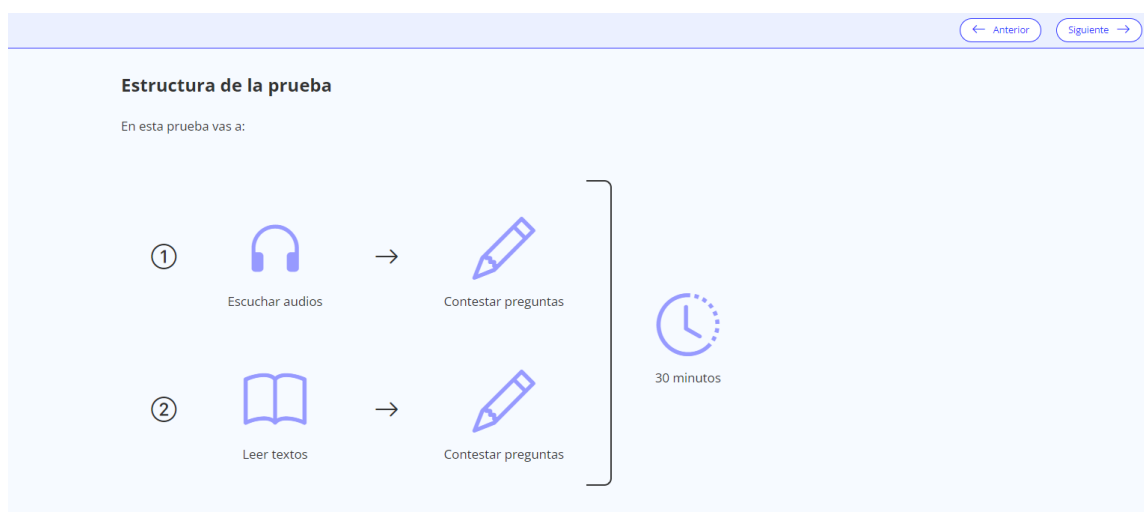 ← Anterior
Siguiente →
Estructura de la prueba
En esta prueba vas a:
1
Escuchar audios
→
Contestar preguntas
2
Leer textos
→
Contestar preguntas
30 minutos